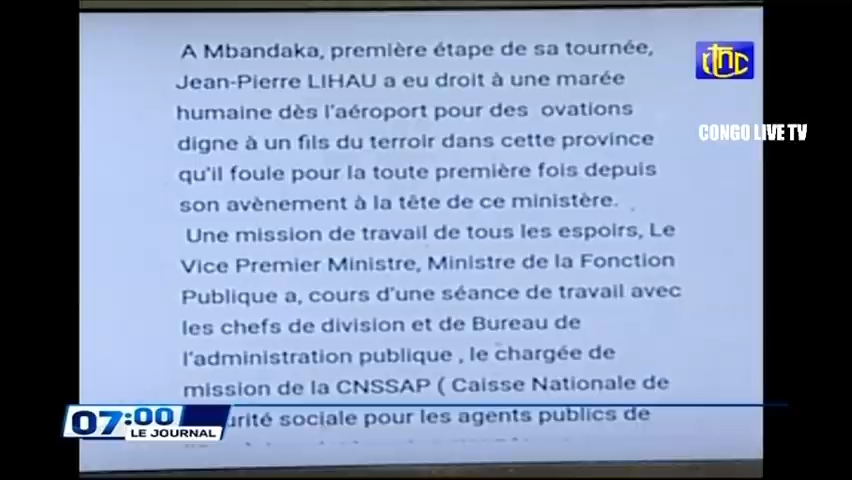 A Mbandaka, première étape de sa tournée,
Jean-Pierre LIHAU a eu droit à une marée
humaine dès l'aéroport pour des ovations
digne à un fils du terroir dans cette province
qu'il foule pour la toute première fois depuis
son avènement à la tête de ce ministère.
Une mission de travail de tous les espoirs, Le
Vice Premier Ministre, Ministre de la Fonction
Publique a, cours d'une séance de travail avec
les chefs de division et de Bureau de
l'administration publique , le chargée de
mission de la CNSSAP ( Caisse Nationale de
urité sociale pour les agents publics de
CONGO LIVE TV
07:00
LE JOURNAL